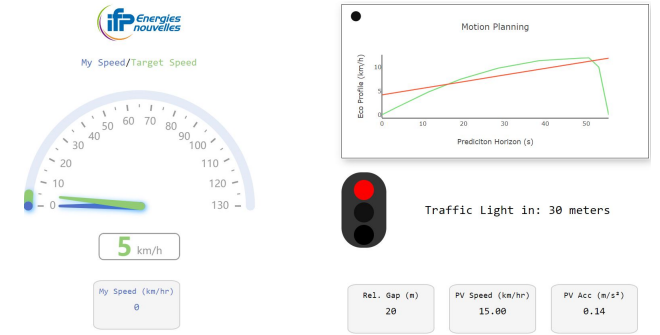 ifp Energies
nouvelles
My Speed/Target Speed
0
10
20
30
40
50
60
70
80
90
100
110
120
130
5 km/h
My Speed (km/hr)
0
Motion Planning
Eco Profile (km/h)
10
5
0
0 10 20 30 40 50
Prediciton Horizon (s)
Traffic Light in: 30 meters
Rel. Gap (m)
20
PV Speed (km/hr)
15.00
PV Acc (m/s²)
0.14